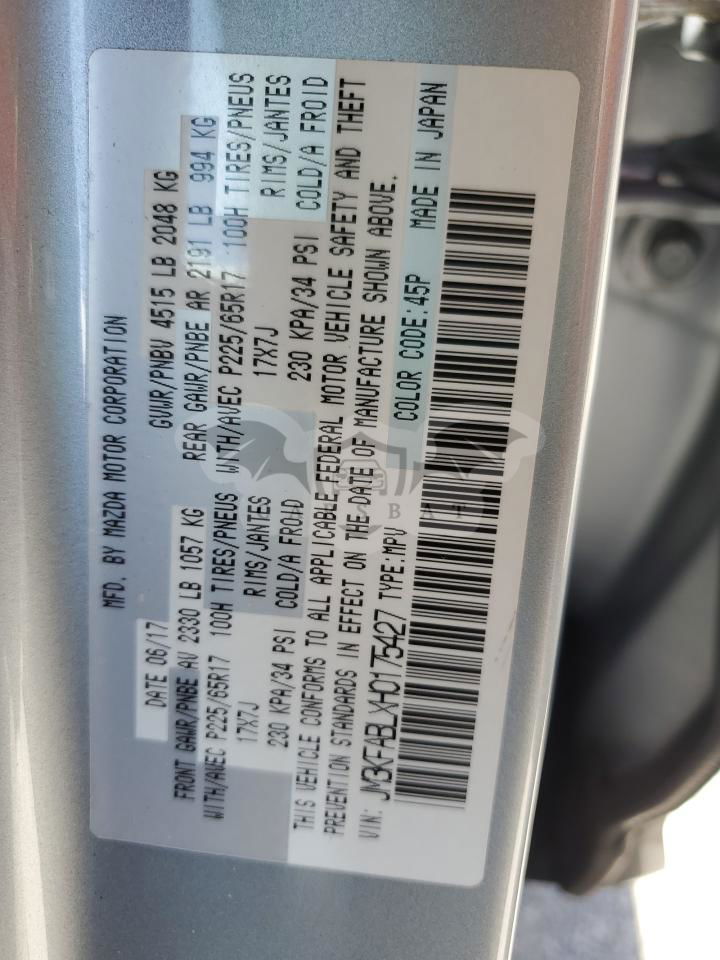 MFD. BY MAZDA MOTOR CORPORATION
DATE 06/17 GVWR/PNBV 4515 LB 2048 KG
FRONT GAWR/PNBE AV 2330 LB 1057 KG REAR GAWR/PNBE AR 2191 LB 994 KG
WITH/AVEC P225/65R17 100H TIRES/PNEUS WITH/AVEC P225/65R17 100H TIRES/PNEUS
17X7J RIMS/JANTES 17X7J RIMS/JANTES
230 KPA/34 PSI COLD/A FROID 230 KPA/34 PSI COLD/A FROID
THIS VEHICLE CONFORMS TO ALL APPLICABLE FEDERAL MOTOR VEHICLE SAFETY AND THEFT
PREVENTION STANDARDS IN EFFECT ON THE DATE OF MANUFACTURE SHOWN ABOVE.
VIN: JM3KFABLXH0175427 TYPE:MPV COLOR CODE:45P MADE IN JAPAN